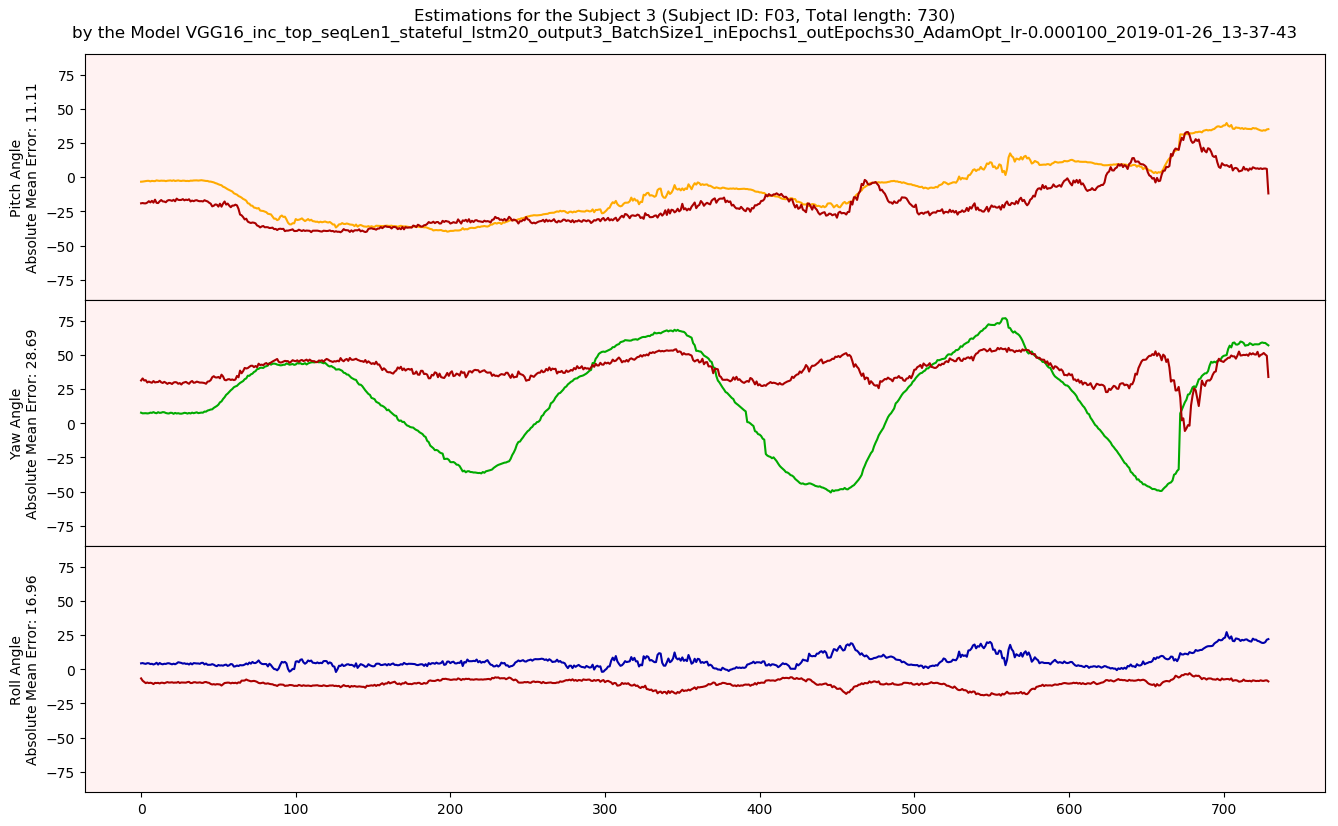 Estimations for the Subject 3 (Subject ID: F03, Total length: 730)
by the Model VGG16_inc_top_seqLen1_stateful_lstm20_output3_BatchSize1_inEpochs1_outEpochs30_AdamOpt_lr-0.000100_2019-01-26_13-37-43
Pitch Angle
Absolute Mean Error: 11.11
75
50
25
0
−25
−50
−75
Yaw Angle
Absolute Mean Error: 28.69
75
50
25
0
−25
−50
−75
Roll Angle
Absolute Mean Error: 16.96
75
50
25
0
−25
−50
−75
0 100 200 300 400 500 600 700